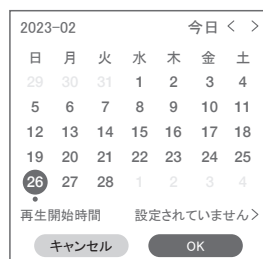 2023-02 今日 < >
日 月 火 水 木 金 土
29 30 31 1 2 3 4
5 6 7 8 9 10 11
12 13 14 15 16 17 18
19 20 21 22 23 24 25
26 27 28 1 2 3 4
再生開始時間 設定されていません>
キャンセル OK